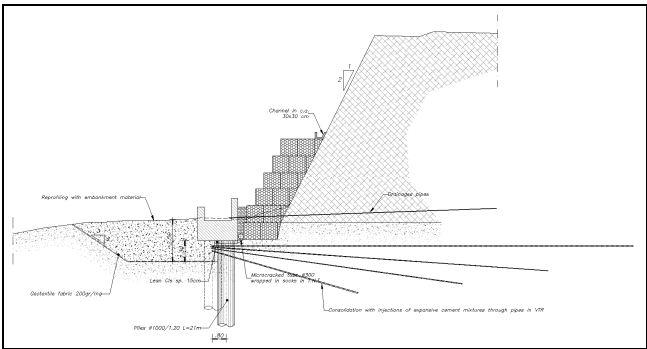 1
2
Channel in c.a.
30x30 cm
Reprofiling with embankment material
Drainages pipes
Lean Cls sp. 10cm
Microcracked tube Ø300
wrapped in socks in T.N.T.
Geotextile fabric 200gr/mq
Consolidation with injections of expansive cement mixtures through pipes in VTR
Piles Ø1000/1.20 L=21m
.80